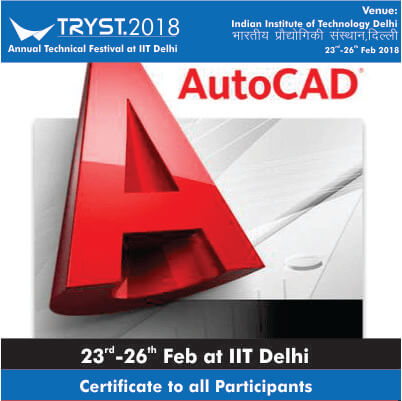 TRYST.2018
Annual Technical Festival at IIT Delhi
Venue:
Indian Institute of Technology Delhi
भारतीय प्रौद्योगिकी संस्थान,दिल्ली
23rd-26th Feb 2018
AutoCAD®
A
23rd-26th Feb at IIT Delhi
Certificate to all Participants